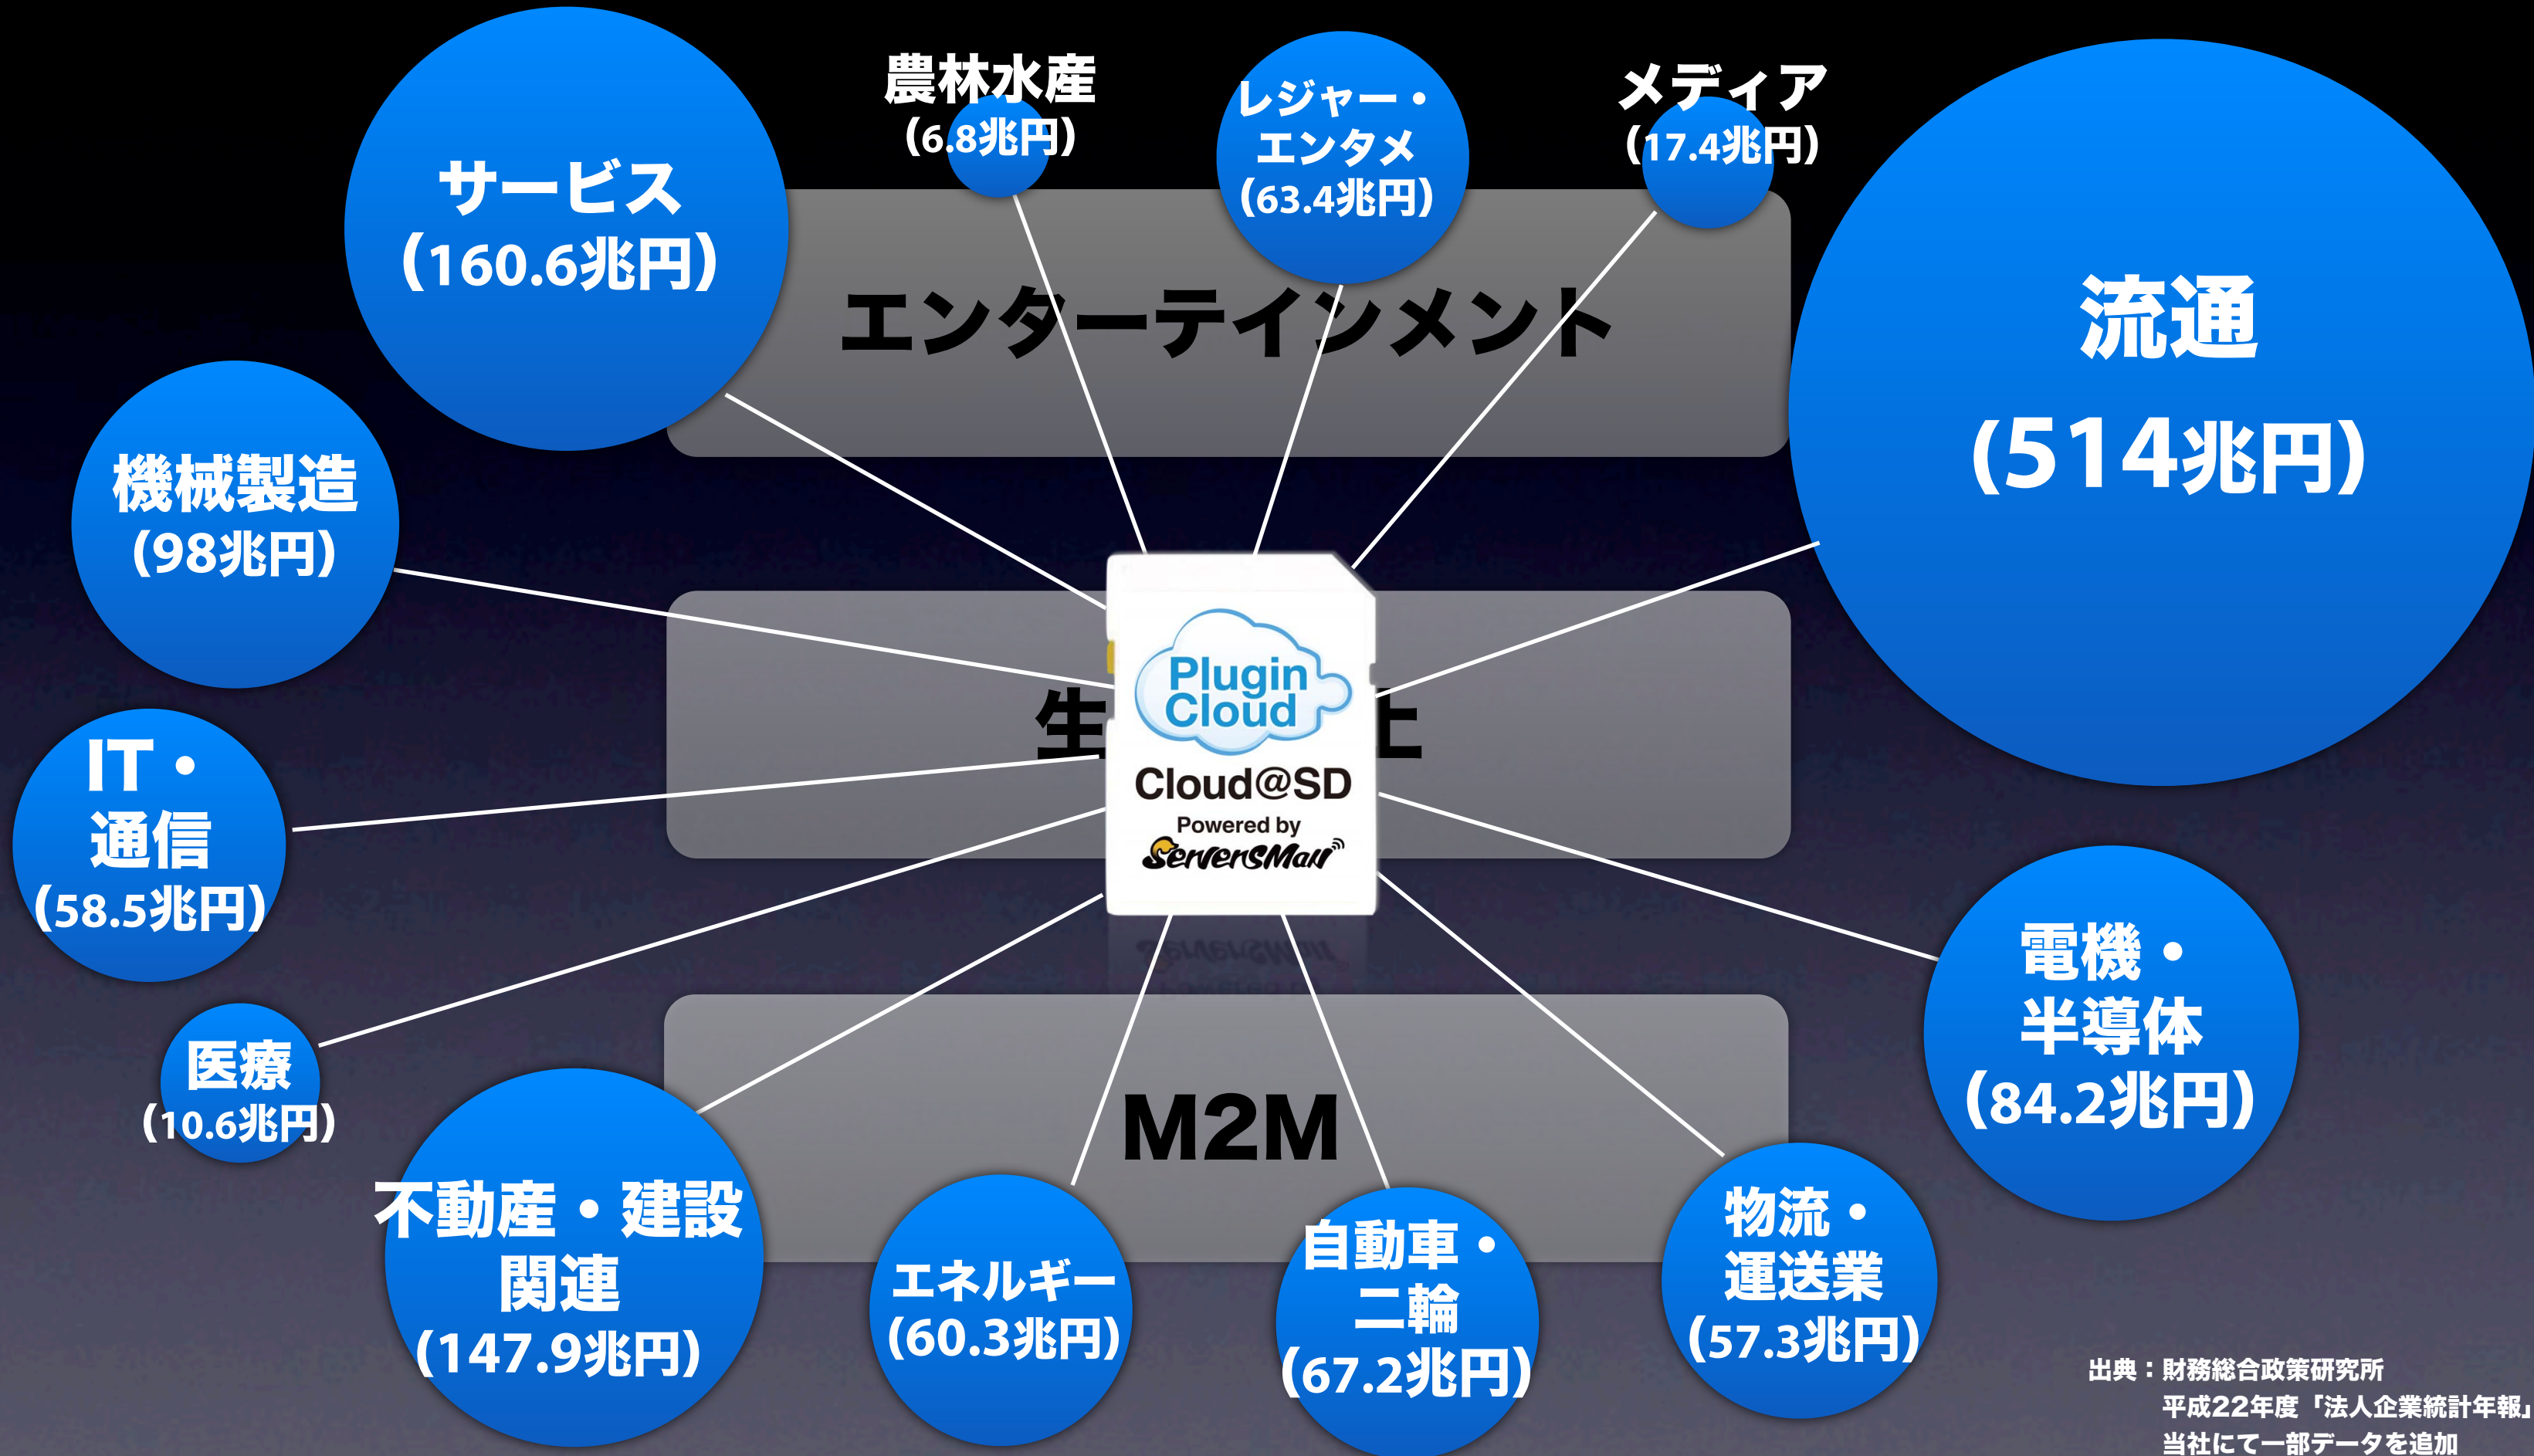 サービス
(160.6兆円)
農林水産
(6.8兆円)
レジャー・
エンタメ
(63.4兆円)
メディア
(17.4兆円)
流通
(514兆円)
エンターテインメント
機械製造
(98兆円)
生
上
Plugin
Cloud
Cloud@SD
Powered by
ServersMan
IT・
通信
(58.5兆円)
電機・
半導体
(84.2兆円)
医療
(10.6兆円)
M2M
不動産・建設
関連
(147.9兆円)
エネルギー
(60.3兆円)
自動車・
二輪
(67.2兆円)
物流・
運送業
(57.3兆円)
出典：財務総合政策研究所
平成22年度「法人企業統計年報」
当社にて一部データを追加